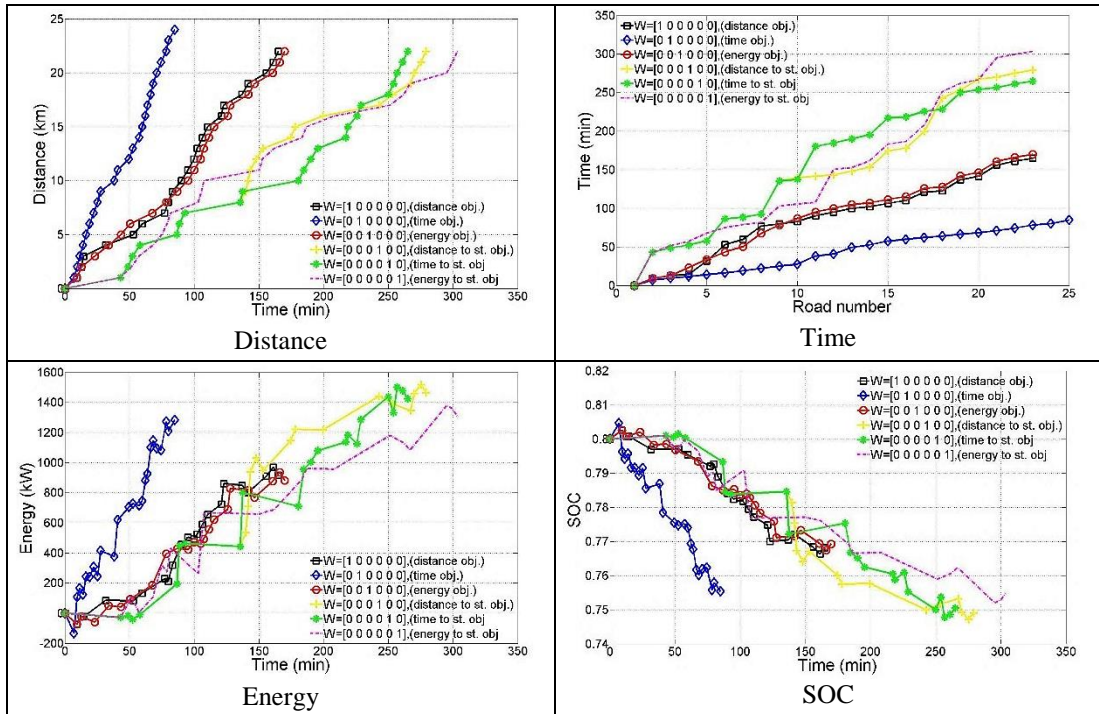 25
20
15
10
5
0
Distance (km)
W=[1 0 0 0 0 0],(distance obj.)
W=[0 1 0 0 0 0],(time obj.)
W=[0 0 1 0 0 0],(energy obj.)
W=[0 0 0 1 0 0],(distance to st. obj.)
W=[0 0 0 0 1 0],(time to st. obj
W=[0 0 0 0 0 1],(energy to st. obj
0 50 100 150 200 250 300 350
Time (min)
Distance
350
300
250
200
150
100
50
0
Time (min)
W=[1 0 0 0 0 0],(distance obj.)
W=[0 1 0 0 0 0],(time obj.)
W=[0 0 1 0 0 0],(energy obj.)
W=[0 0 0 1 0 0],(distance to st. obj.)
W=[0 0 0 0 1 0],(time to st. obj
W=[0 0 0 0 0 1],(energy to st. obj
0 5 10 15 20 25
Road number
Time
1600
1400
1200
1000
800
600
400
200
0
-200
Energy (kW)
W=[1 0 0 0 0 0],(distance obj.)
W=[0 1 0 0 0 0],(time obj.)
W=[0 0 1 0 0 0],(energy obj.)
W=[0 0 0 1 0 0],(distance to st. obj.)
W=[0 0 0 0 1 0],(time to st. obj
W=[0 0 0 0 0 1],(energy to st. obj
0 50 100 150 200 250 300 350
Time (min)
Energy
0.82
0.81
0.8
0.79
0.78
0.77
0.76
0.75
0.74
SOC
W=[1 0 0 0 0 0],(distance obj.)
W=[0 1 0 0 0 0],(time obj.)
W=[0 0 1 0 0 0],(energy obj.)
W=[0 0 0 1 0 0],(distance to st. obj.)
W=[0 0 0 0 1 0],(time to st. obj
W=[0 0 0 0 0 1],(energy to st. obj
0 50 100 150 200 250 300 350
Time (min)
SOC